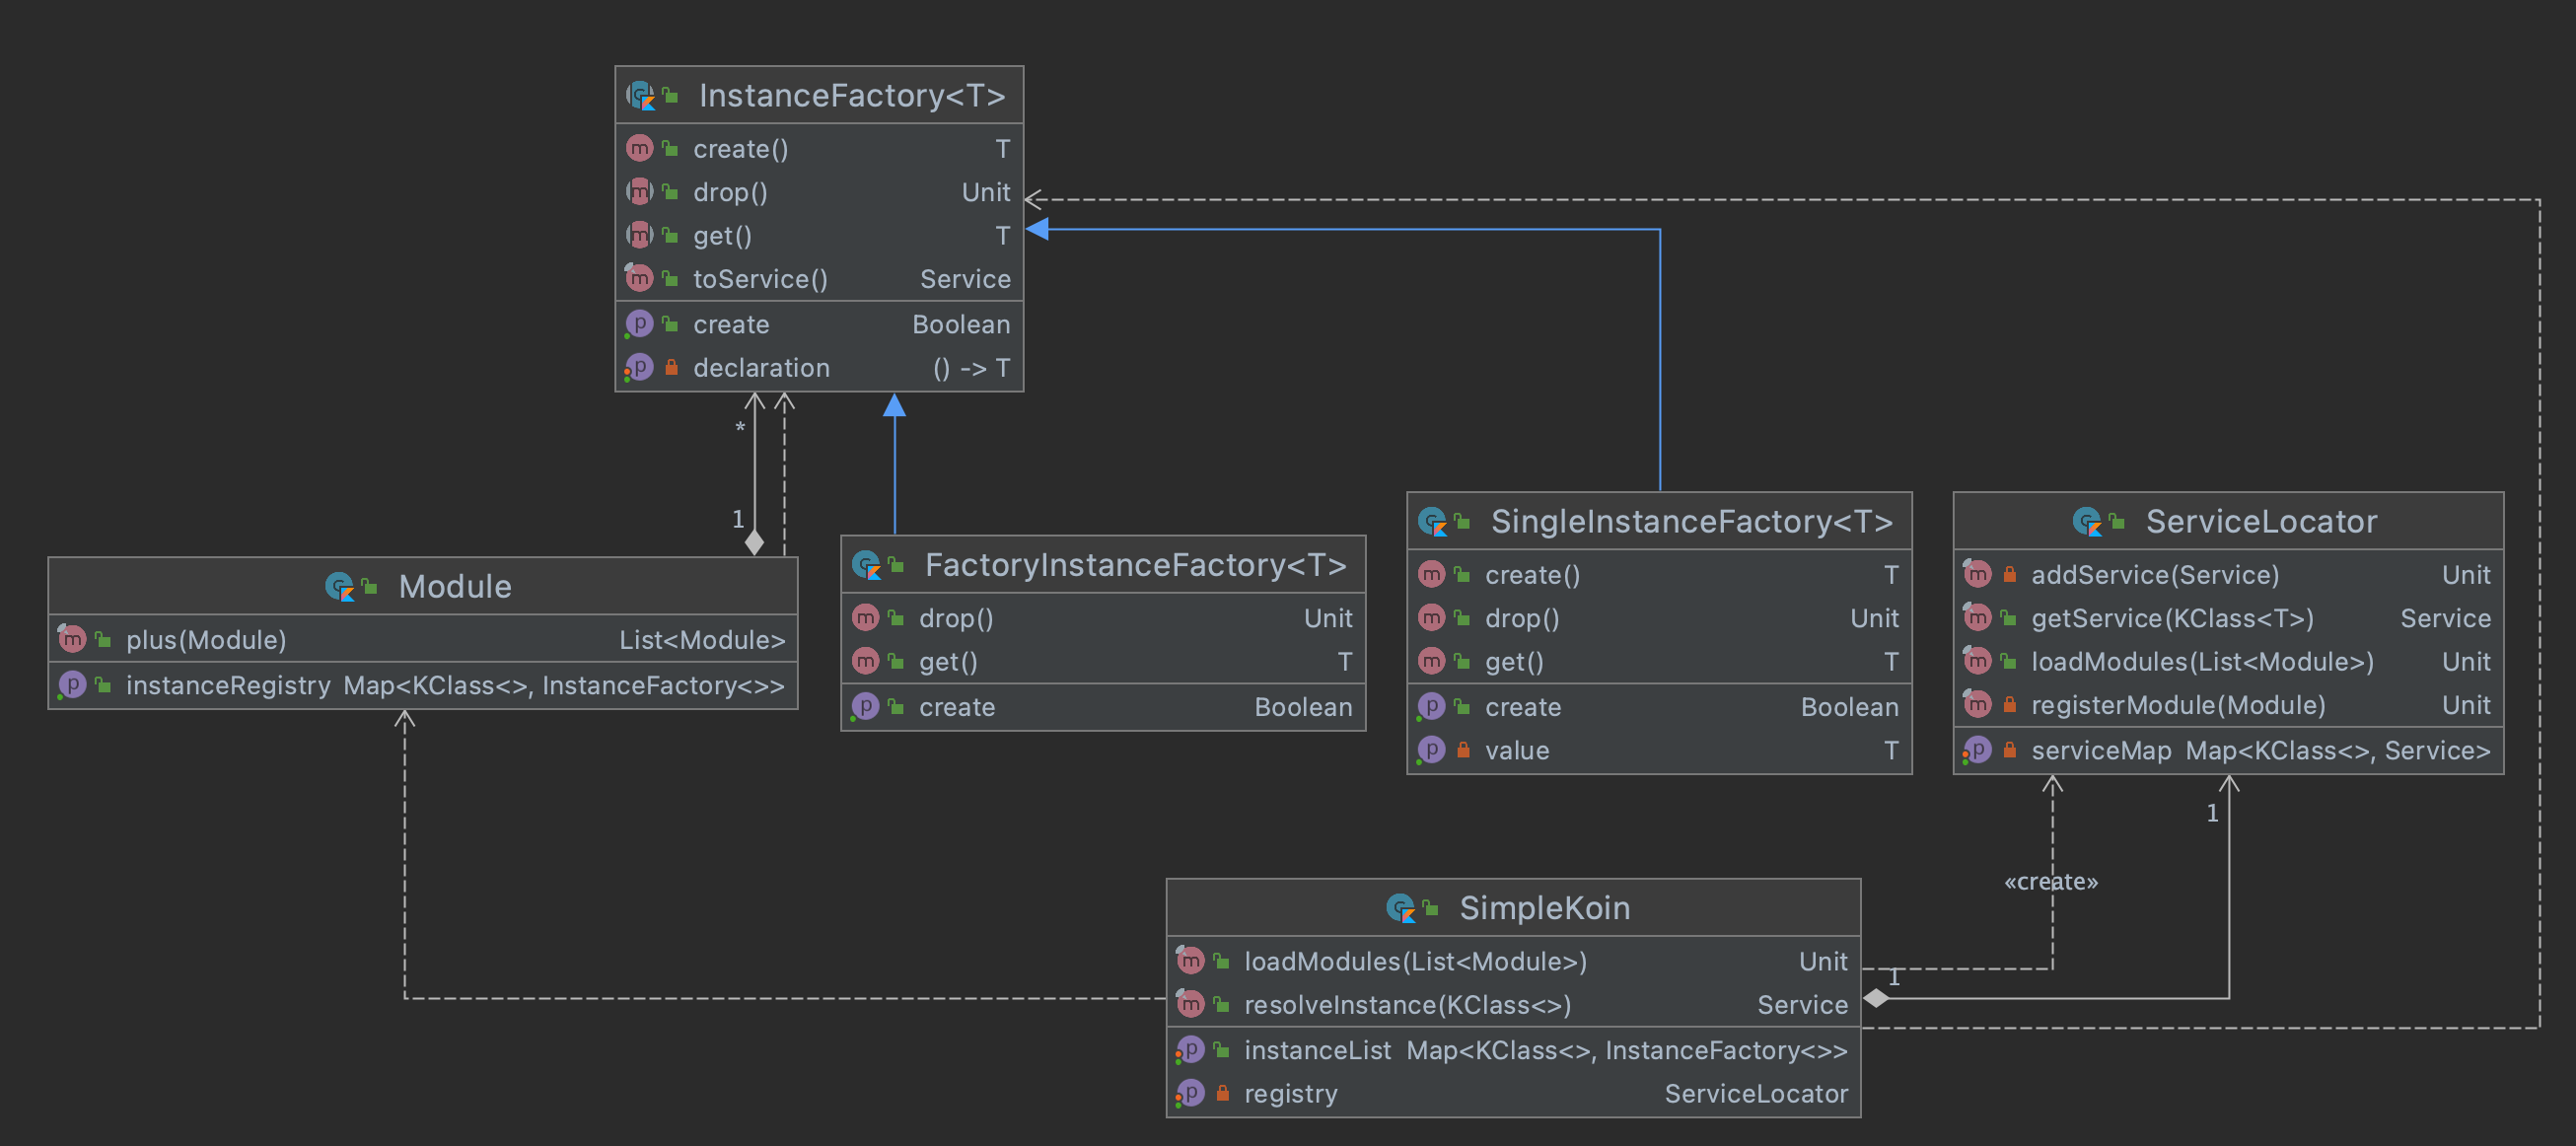 InstanceFactory<T>
create() T
drop() Unit
get() T
toService() Service
create Boolean
declaration () -> T
*
1
Module
plus(Module) List<Module>
instanceRegistry Map<KClass<>, InstanceFactory<>>
FactoryInstanceFactory<T>
drop() Unit
get() T
create Boolean
SingleInstanceFactory<T>
create() T
drop() Unit
get() T
create Boolean
value T
ServiceLocator
addService(Service) Unit
getService(KClass<T>) Service
loadModules(List<Module>) Unit
registerModule(Module) Unit
serviceMap Map<KClass<>, Service>
1
«create»
1
SimpleKoin
loadModules(List<Module>) Unit
resolveInstance(KClass<>) Service
instanceList Map<KClass<>, InstanceFactory<>>
registry ServiceLocator